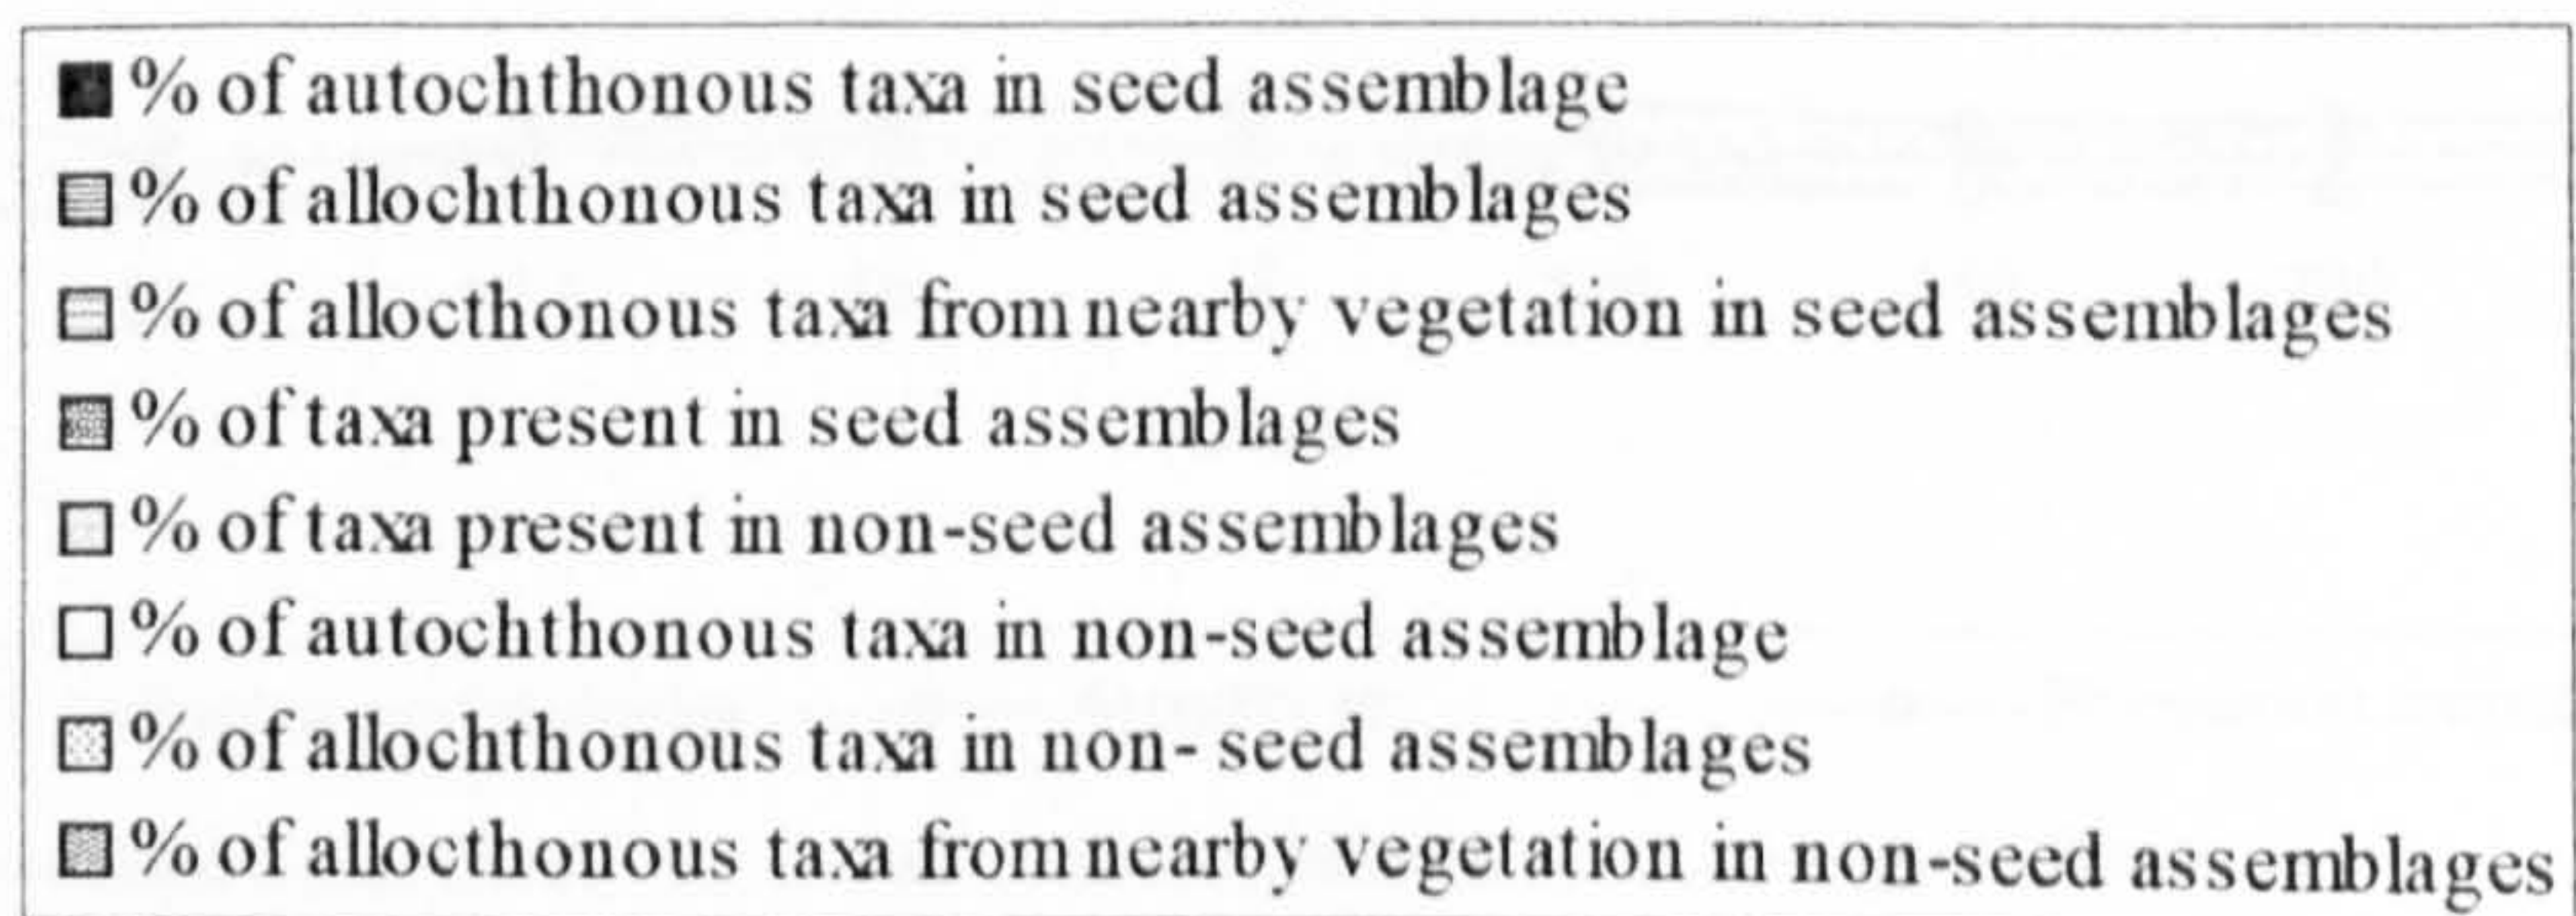 % of autochthonous taxa in seed assemblage
% of allochthonous taxa in seed assemblages
% of allocthonous taxa from nearby vegetation in seed assemblages
% of taxa present in seed assemblages
% of taxa present in non-seed assemblages
% of autochthonous taxa in non-seed assemblage
% of allochthonous taxa in non- seed assemblages
% of allocthonous taxa from nearby vegetation in non-seed assemblages